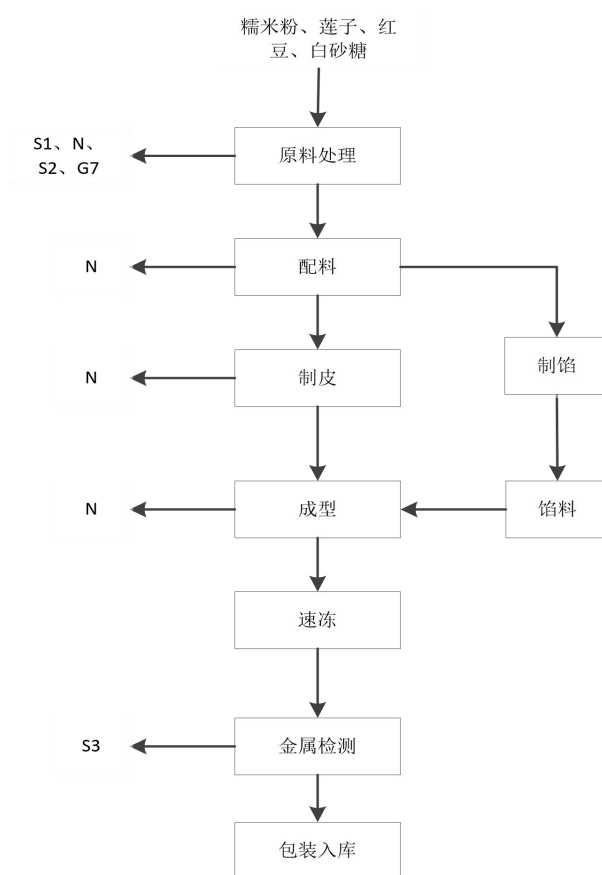 糯米粉、莲子、红
豆、白砂糖
S1、N、
S2、G7
原料处理
N
配料
制馅
N
制皮
N
成型
馅料
速冻
S3
金属检测
包装入库